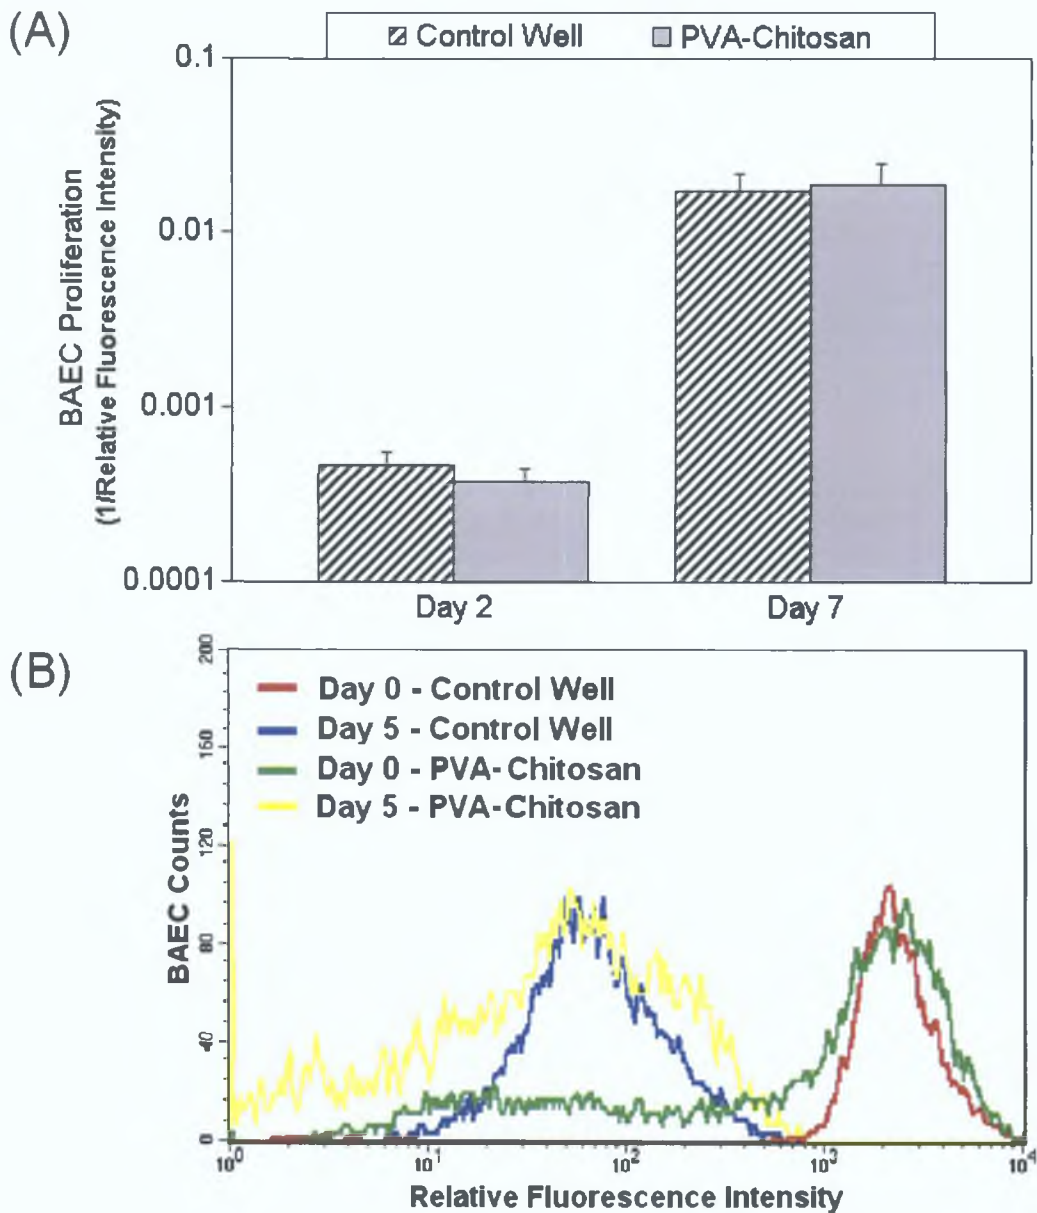 (A)
Control Well PVA-Chitosan
BAEC Proliferation
(1/Relative Fluorescence Intensity)
0.1
0.01
0.001
0.0001
Day 2 Day 7
(B)
Day 0 - Control Well
Day 5 - Control Well
Day 0 - PVA-Chitosan
Day 5 - PVA-Chitosan
BAEC Counts
200
160
120
80
40
0
10⁰ 10¹ 10² 10³ 10⁴
Relative Fluorescence Intensity